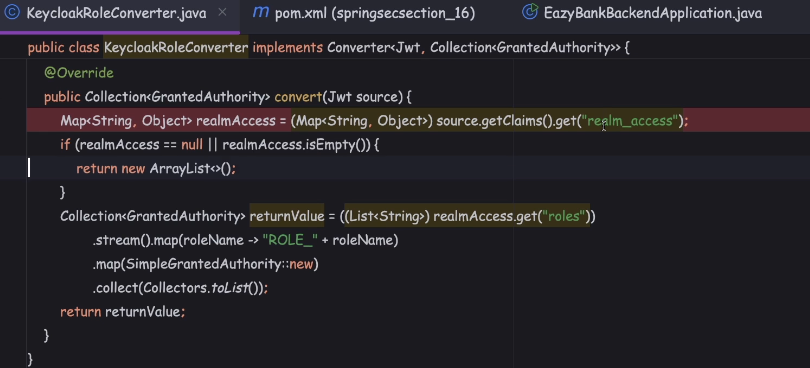 KeycloakRoleConverter.java × pom.xml (springsecsection_16) EazyBankBackendApplication.java
public class KeycloakRoleConverter implements Converter<Jwt, Collection<GrantedAuthority>> {
@Override
public Collection<GrantedAuthority> convert(Jwt source) {
Map<String, Object> realmAccess = (Map<String, Object>) source.getClaims().get("realm_access");
if (realmAccess == null || realmAccess.isEmpty()) {
return new ArrayList<>();
}
Collection<GrantedAuthority> returnValue = ((List<String>) realmAccess.get("roles"))
.stream().map(roleName -> "ROLE_" + roleName)
.map(SimpleGrantedAuthority::new)
.collect(Collectors.toList());
return returnValue;
}
}